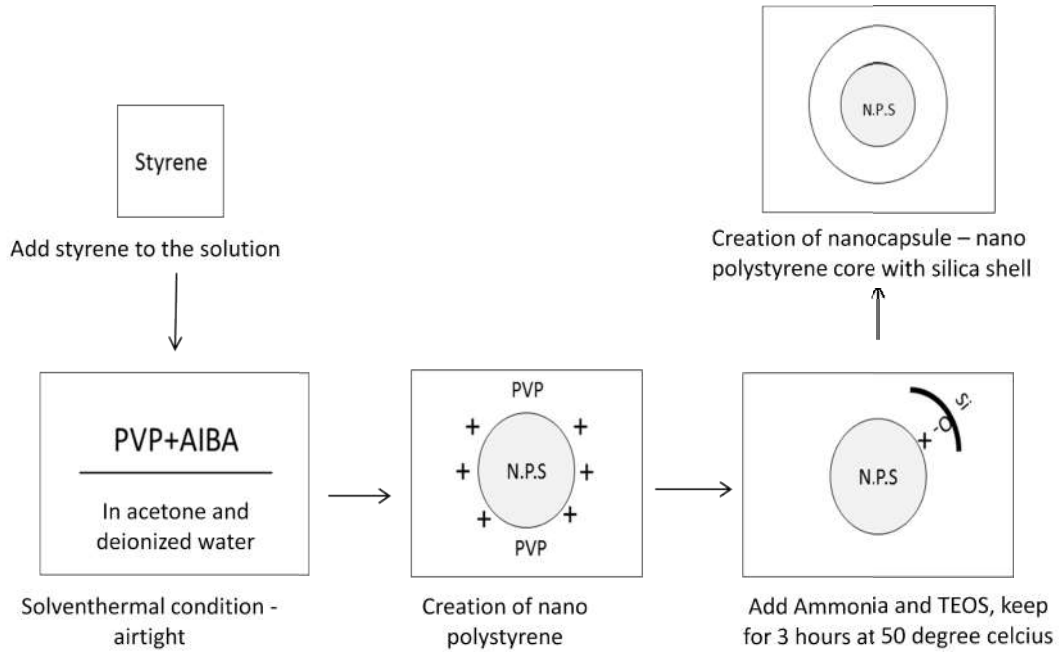 Styrene
Add styrene to the solution
PVP+AIBA
In acetone and
deionized water
Solventhermal condition -
airtight
PVP
+ +
+ N.P.S +
+ +
PVP
Creation of nano
polystyrene
Si
-O
+
N.P.S
Add Ammonia and TEOS, keep
for 3 hours at 50 degree celcius
N.P.S
Creation of nanocapsule – nano
polystyrene core with silica shell